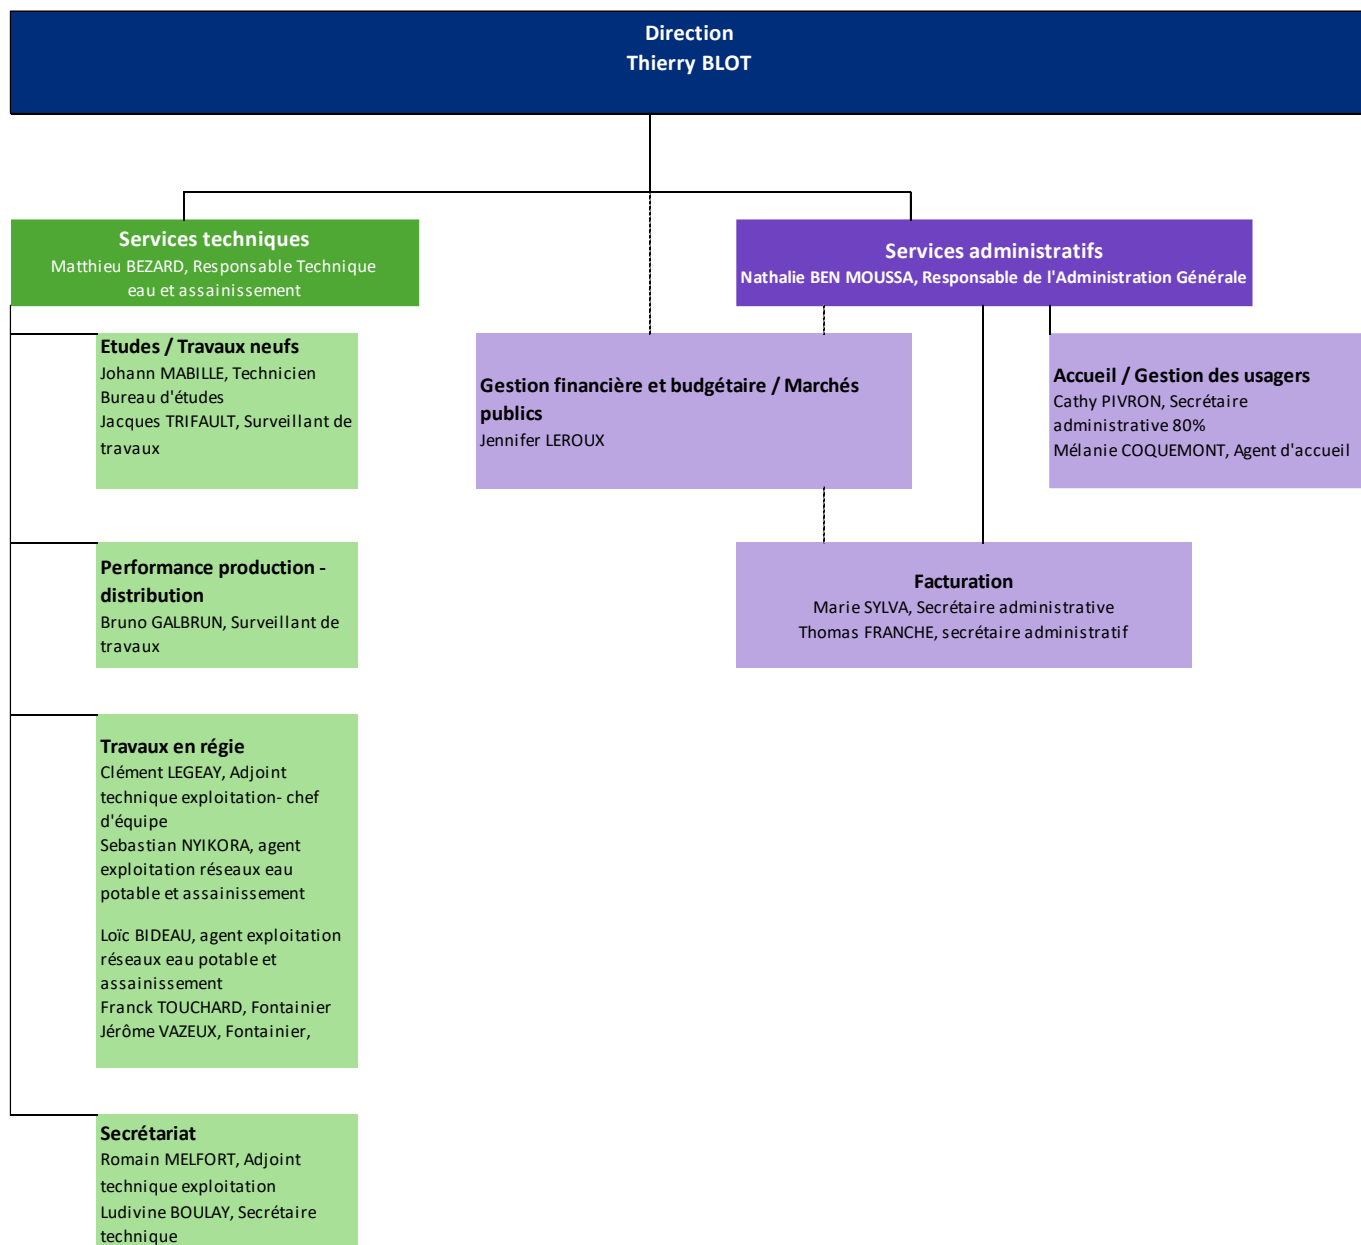 Direction
Thierry BLOT
Services techniques
Matthieu BEZARD, Responsable Technique
eau et assainissement
Services administratifs
Nathalie BEN MOUSSA, Responsable de l'Administration Générale
Etudes / Travaux neufs
Johann MABILLE, Technicien
Bureau d'études
Jacques TRIFAULT, Surveillant de
travaux
Gestion financière et budgétaire / Marchés
publics
Jennifer LEROUX
Accueil / Gestion des usagers
Cathy PIVRON, Secrétaire
administrative 80%
Mélanie COQUEMONT, Agent d'accueil
Performance production -
distribution
Bruno GALBRUN, Surveillant de
travaux
Facturation
Marie SYLVA, Secrétaire administrative
Thomas FRANCHE, secrétaire administratif
Travaux en régie
Clément LEGEAY, Adjoint
technique exploitation- chef
d'équipe
Sebastian NYIKORA, agent
exploitation réseaux eau
potable et assainissement
Loïc BIDEAU, agent exploitation
réseaux eau potable et
assainissement
Franck TOUCHARD, Fontainier
Jérôme VAZEUX, Fontainier,
Secrétariat
Romain MELFORT, Adjoint
technique exploitation
Ludivine BOULAY, Secrétaire
technique